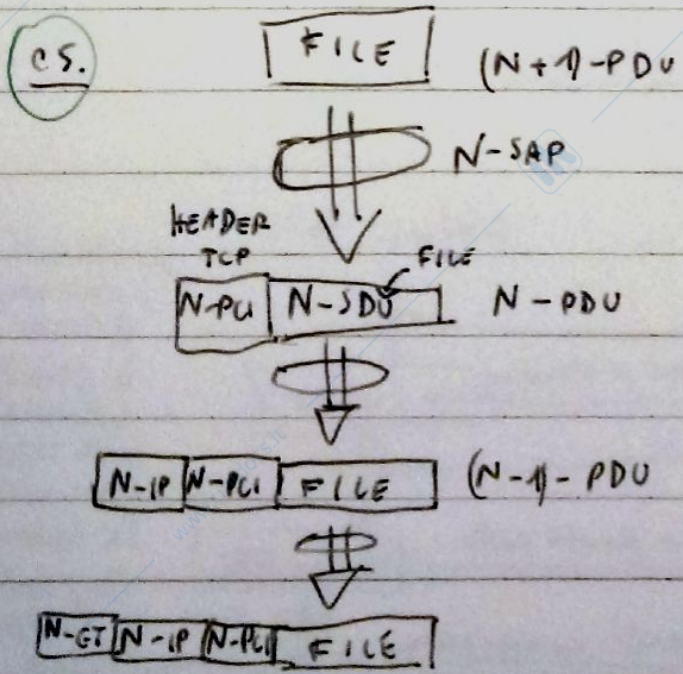 es.
FILE (N+1)-PDU
N-SAP
HEADER
TCP
FILE
N-PCI N-SDU N-PDU
N-IP N-PCI FILE (N-1)-PDU
N-ET N-IP N-PCI FILE